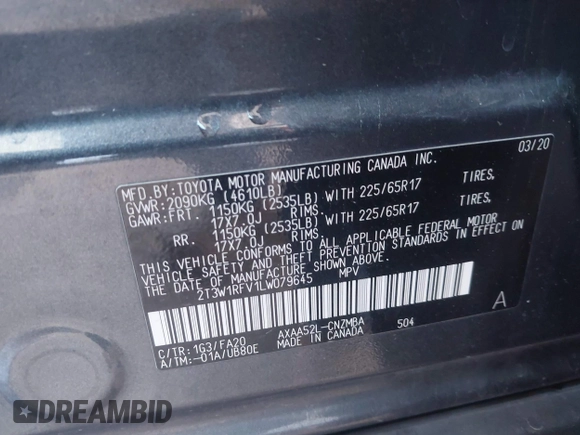 MFD.BY:TOYOTA MOTOR MANUFACTURING CANADA INC. 03/20
GVWR:2090KG (4610LB)
GAWR:FRT. 1150KG (2535LB) WITH 225/65R17 TIRES.
17X7.0J RIMS.
RR. 1150KG (2535LB) WITH 225/65R17 TIRES.
17X7.0J RIMS.
THIS VEHICLE CONFORMS TO ALL APPLICABLE FEDERAL MOTOR
VEHICLE SAFETY AND THEFT PREVENTION STANDARDS IN EFFECT
ON THE DATE OF MANUFACTURE SHOWN ABOVE.
2T3W1RFV1LW079645 MPV
A
C/TR:1G3/FA20 AXAA52L-CNZMBA 504
A/TM:-01A/UB80E MADE IN CANADA
DREAMBID